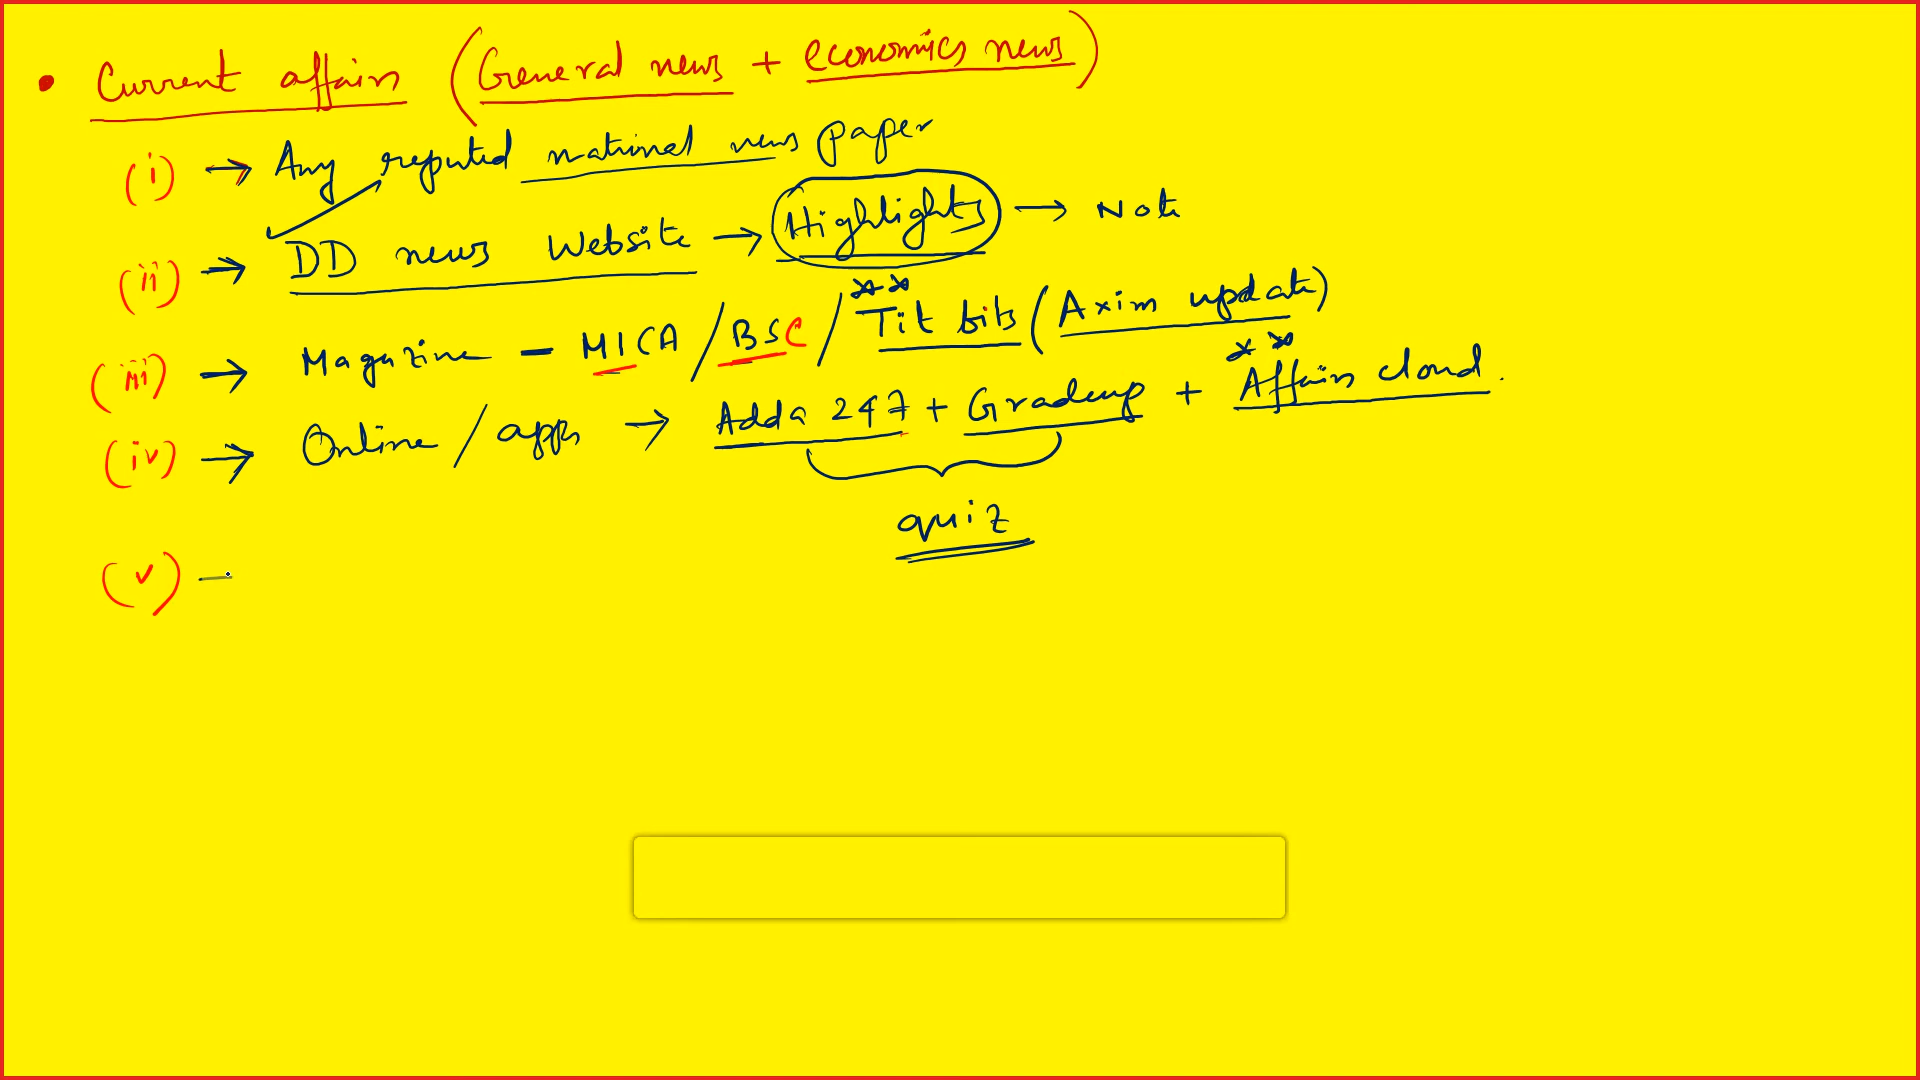 • Current affairs (General news + economics news)
(i) → Any reputed national news paper
(ii) → DD news Website → Highlights → Note
(iii) → Magazine - MICA / BSC / Tit bits (Axim update)
(iv) → Online / apps → Adda 247 + Gradeup + Affairs cloud.
quiz
(v) -